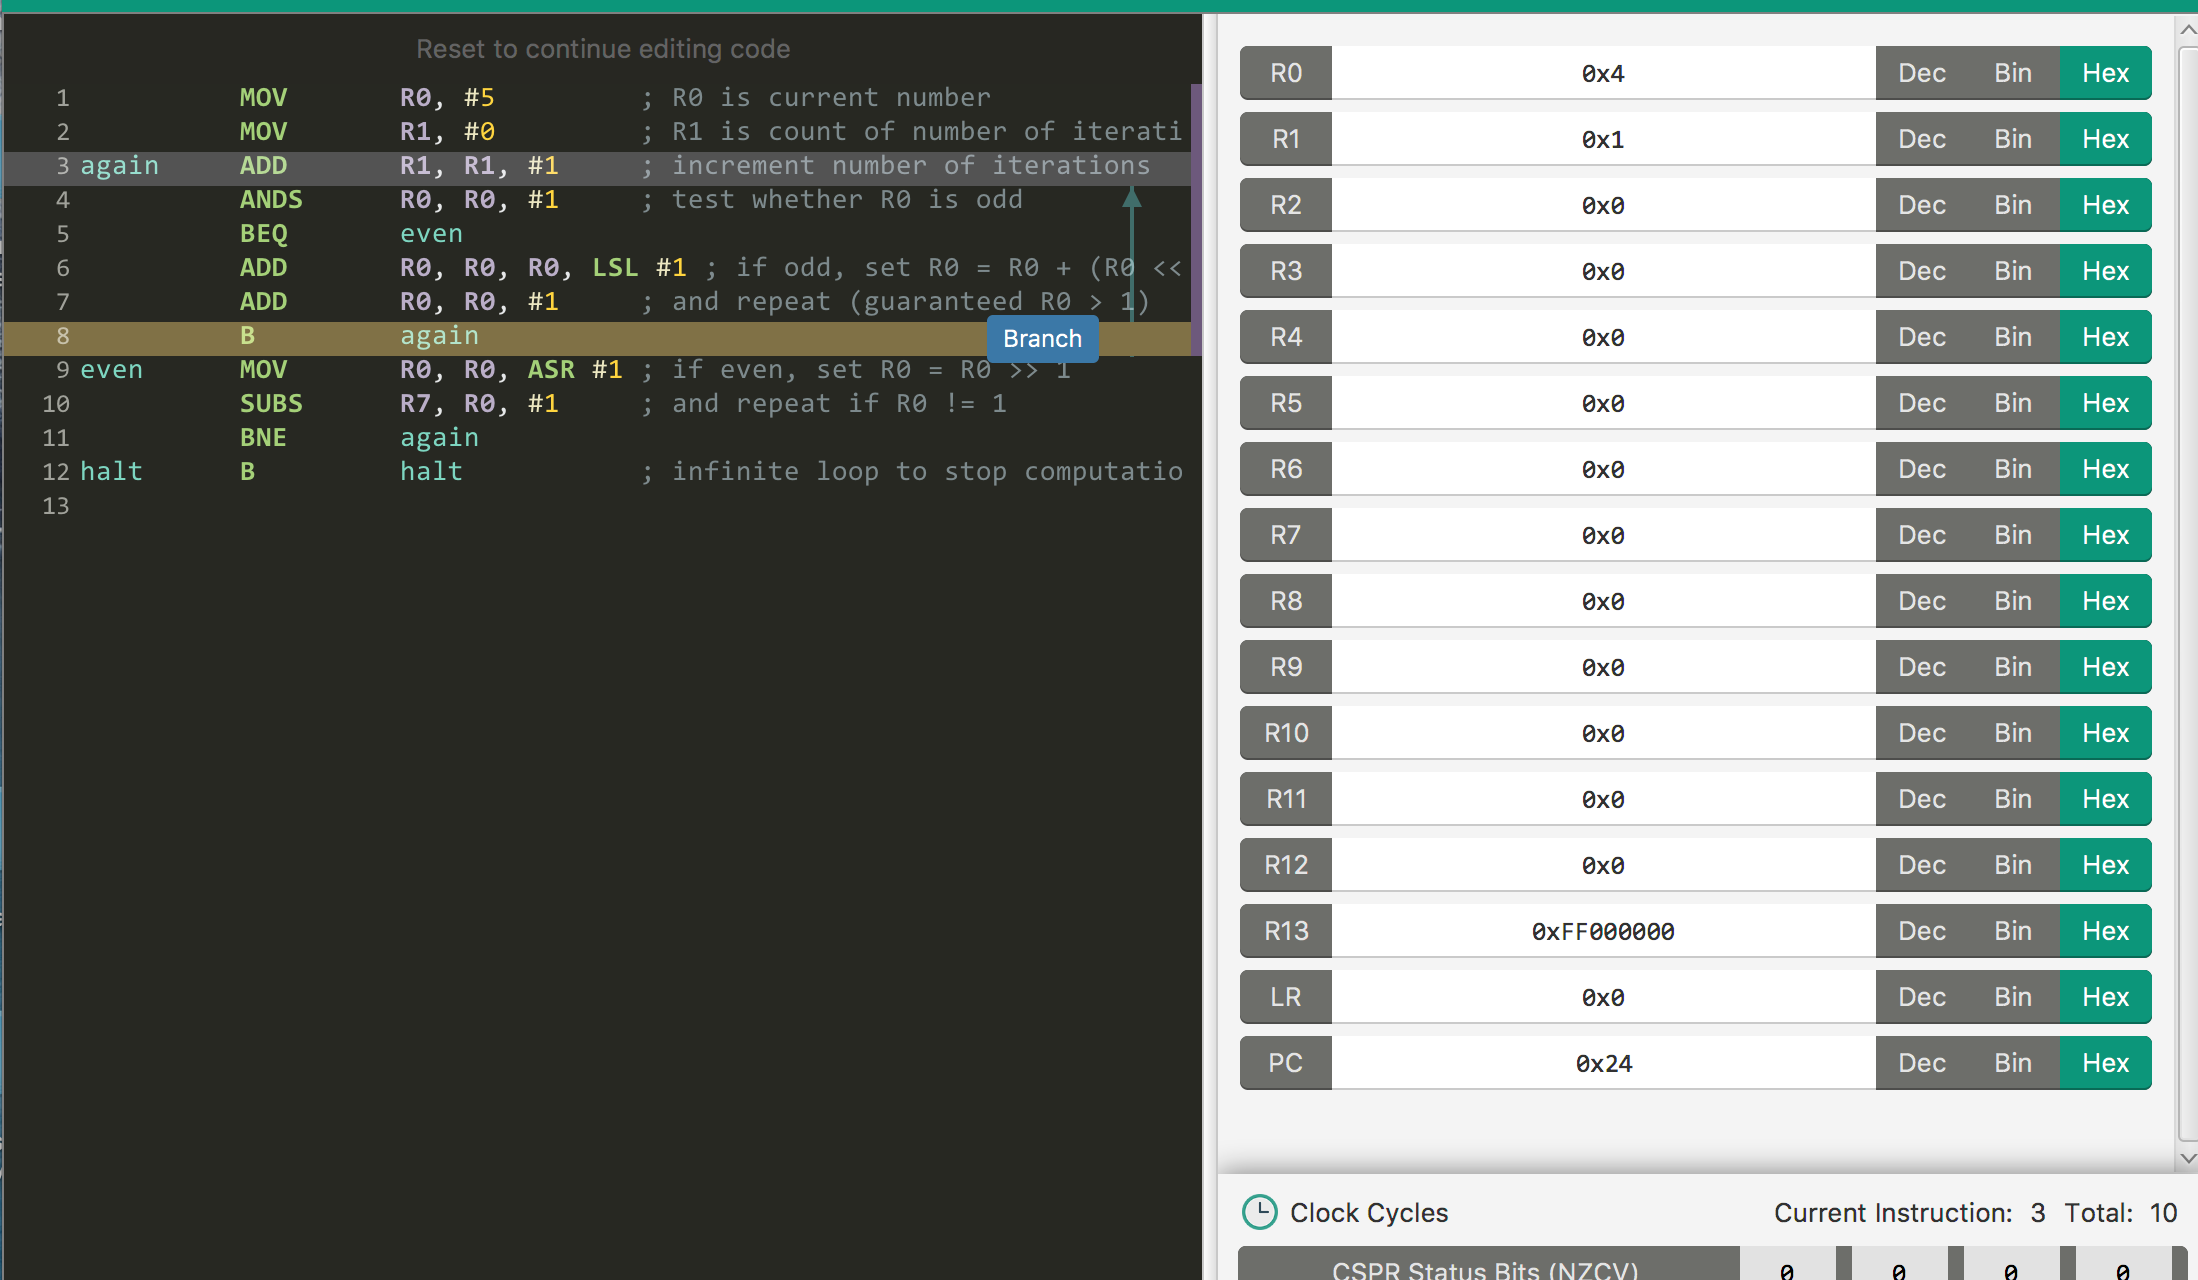 Reset to continue editing code
1 MOV R0, #5 ; R0 is current number
2 MOV R1, #0 ; R1 is count of number of iterati
3 again ADD R1, R1, #1 ; increment number of iterations
4 ANDS R0, R0, #1 ; test whether R0 is odd
5 BEQ even
6 ADD R0, R0, R0, LSL #1 ; if odd, set R0 = R0 + (R0 <<
7 ADD R0, R0, #1 ; and repeat (guaranteed R0 > 1)
8 B again Branch
9 even MOV R0, R0, ASR #1 ; if even, set R0 = R0 >> 1
10 SUBS R7, R0, #1 ; and repeat if R0 != 1
11 BNE again
12 halt B halt ; infinite loop to stop computatio
13
R0 0x4 Dec Bin Hex
R1 0x1 Dec Bin Hex
R2 0x0 Dec Bin Hex
R3 0x0 Dec Bin Hex
R4 0x0 Dec Bin Hex
R5 0x0 Dec Bin Hex
R6 0x0 Dec Bin Hex
R7 0x0 Dec Bin Hex
R8 0x0 Dec Bin Hex
R9 0x0 Dec Bin Hex
R10 0x0 Dec Bin Hex
R11 0x0 Dec Bin Hex
R12 0x0 Dec Bin Hex
R13 0xFF000000 Dec Bin Hex
LR 0x0 Dec Bin Hex
PC 0x24 Dec Bin Hex
Clock Cycles Current Instruction: 3 Total: 10
CSPR Status Bits (NZCV) 0 0 0 0